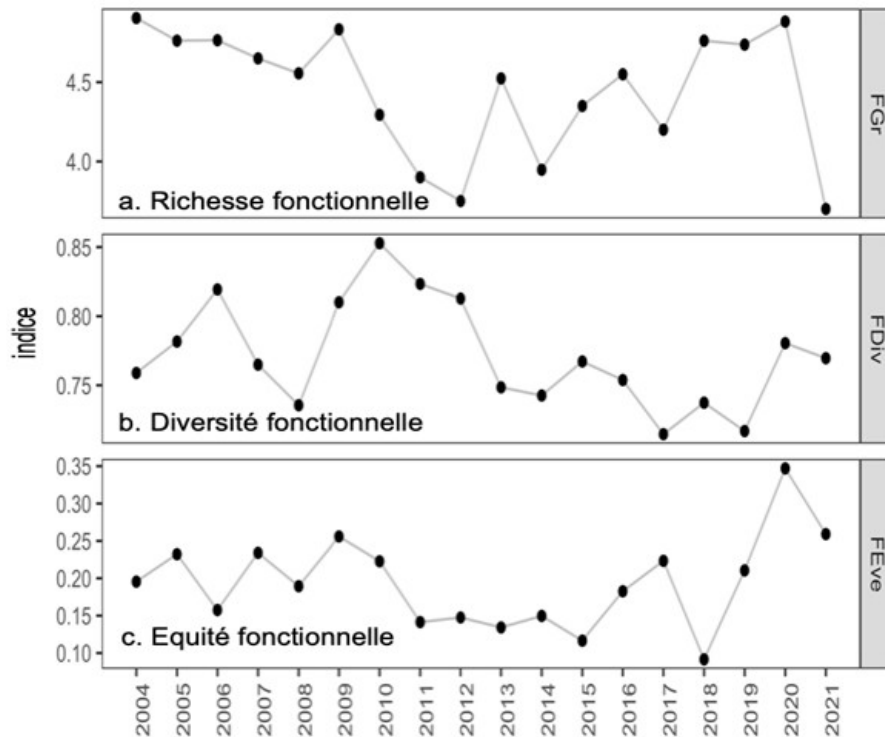 4.5
4.0
a. Richesse fonctionnelle
FGr
indice
0.85
0.80
0.75
b. Diversité fonctionnelle
FDiv
0.35
0.30
0.25
0.20
0.15
0.10
c. Equité fonctionnelle
FEve
2004 2005 2006 2007 2008 2009 2010 2011 2012 2013 2014 2015 2016 2017 2018 2019 2020 2021